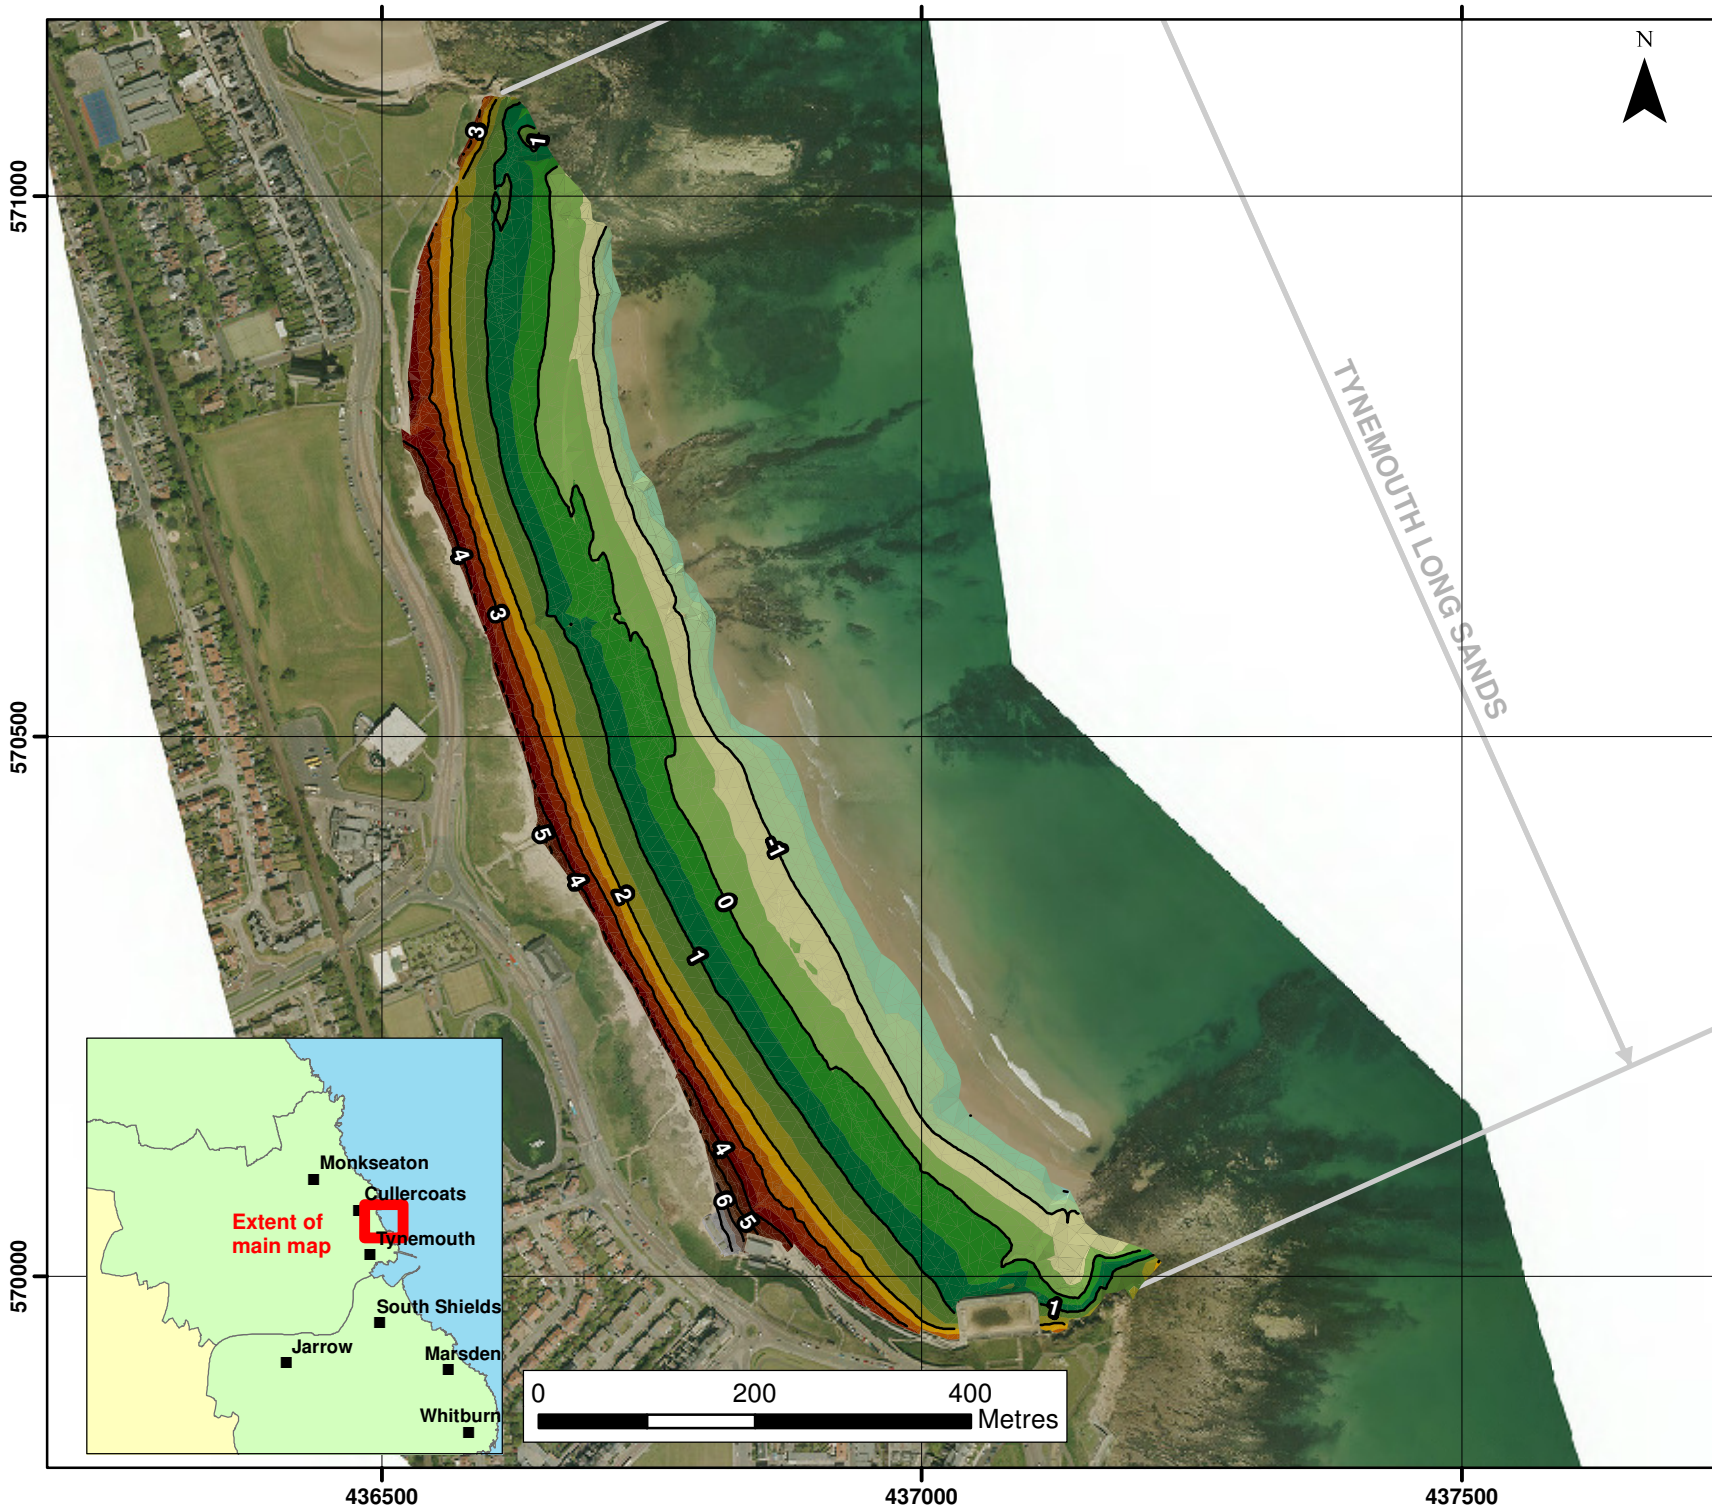 N
571000
570500
570000
436500
437000
437500
TYNEMOUTH LONG SANDS
3
1
4
3
5
4
2
0
-1
1
4
6
5
1
Monkseaton
Cullercoats
Extent of
main map
Tynemouth
South Shields
Jarrow
Marsden
Whitburn
0 200 400
Metres